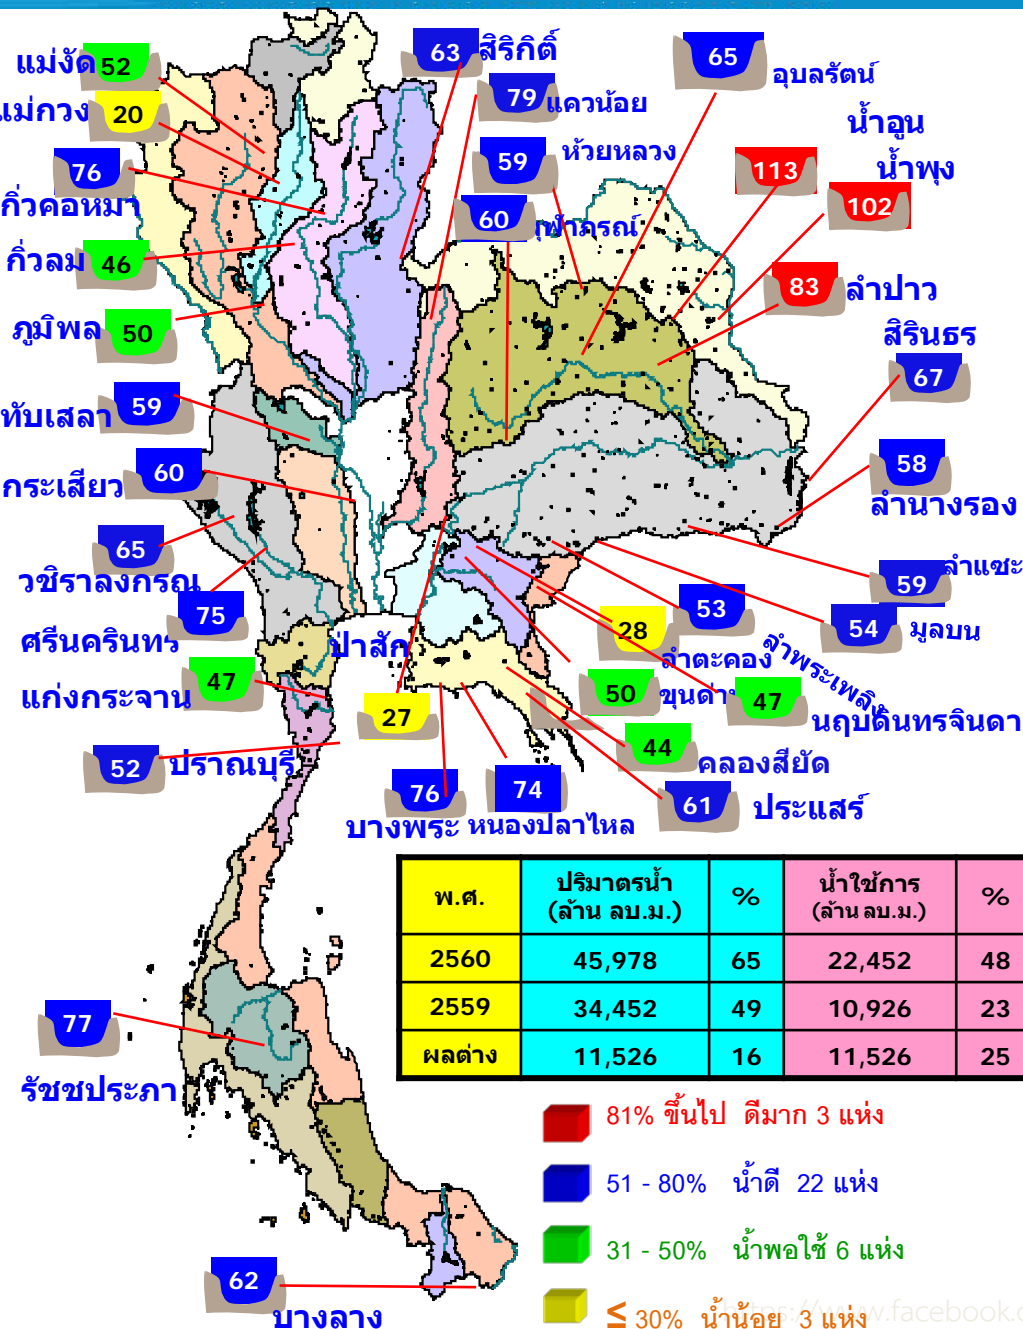 แม่งัด 52
แม่กวง 20
76
กิ่วคอหมา
กิ่วลม 46
ภูมิพล 50
ทับเสลา 59
กระเสียว 60
65
วชิราลงกรณ
75
ศรีนครินทร
แก่งกระจาน 47
52 ปราณบุรี
63 สิริกิติ์
79 แควน้อย
59 ห้วยหลวง
60
65 อุบลรัตน์
น้ำอูน
113 น้ำพุง
102
83 ลำปาว
สิรินธร
67
58
ลำนางรอง
59 ลำแซะ
54 มูลบน
53
ลำพระเพลิง
28
ลำตะคอง
50
47
นฤบดินทรจินดา
44 คลองสียัด
61 ประแสร์
ป่าสัก
27
76 74
บางพระ หนองปลาไหล
พ.ศ. ปริมาตรน้ำ (ล้าน ลบ.ม.) % น้ำใช้การ (ล้าน ลบ.ม.) %
2560 45,978 65 22,452 48
2559 34,452 49 10,926 23
ผลต่าง 11,526 16 11,526 25
77
รัชชประภา
81% ขึ้นไป ดีมาก 3 แห่ง
51 - 80% น้ำดี 22 แห่ง
31 - 50% น้ำพอใช้ 6 แห่ง
≤ 30% น้ำน้อย 3 แห่ง
62
บางลาง